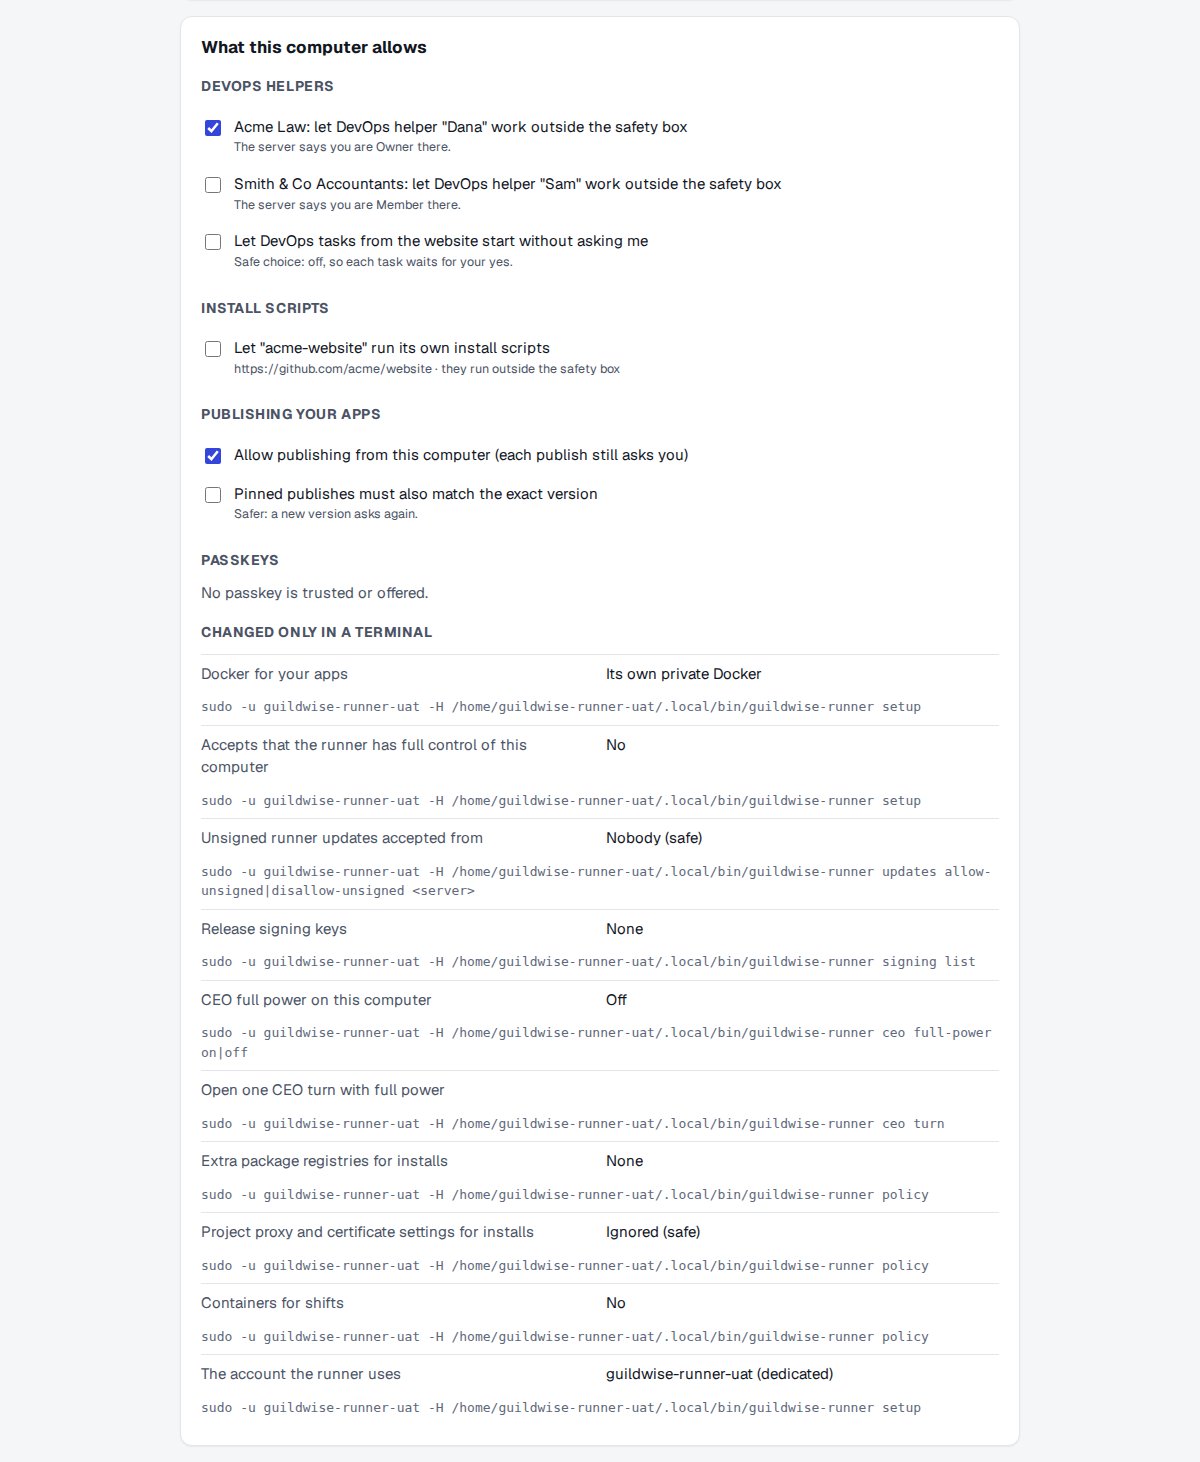 What this computer allows
DEVOPS HELPERS
Acme Law: let DevOps helper "Dana" work outside the safety box
The server says you are Owner there.
Smith & Co Accountants: let DevOps helper "Sam" work outside the safety box
The server says you are Member there.
Let DevOps tasks from the website start without asking me
Safe choice: off, so each task waits for your yes.
INSTALL SCRIPTS
Let "acme-website" run its own install scripts
https://github.com/acme/website · they run outside the safety box
PUBLISHING YOUR APPS
Allow publishing from this computer (each publish still asks you)
Pinned publishes must also match the exact version
Safer: a new version asks again.
PASSKEYS
No passkey is trusted or offered.
CHANGED ONLY IN A TERMINAL
Docker for your apps Its own private Docker
sudo -u guildwise-runner-uat -H /home/guildwise-runner-uat/.local/bin/guildwise-runner setup
Accepts that the runner has full control of this No
computer
sudo -u guildwise-runner-uat -H /home/guildwise-runner-uat/.local/bin/guildwise-runner setup
Unsigned runner updates accepted from Nobody (safe)
sudo -u guildwise-runner-uat -H /home/guildwise-runner-uat/.local/bin/guildwise-runner updates allow-
unsigned|disallow-unsigned <server>
Release signing keys None
sudo -u guildwise-runner-uat -H /home/guildwise-runner-uat/.local/bin/guildwise-runner signing list
CEO full power on this computer Off
sudo -u guildwise-runner-uat -H /home/guildwise-runner-uat/.local/bin/guildwise-runner ceo full-power
on|off
Open one CEO turn with full power
sudo -u guildwise-runner-uat -H /home/guildwise-runner-uat/.local/bin/guildwise-runner ceo turn
Extra package registries for installs None
sudo -u guildwise-runner-uat -H /home/guildwise-runner-uat/.local/bin/guildwise-runner policy
Project proxy and certificate settings for installs Ignored (safe)
sudo -u guildwise-runner-uat -H /home/guildwise-runner-uat/.local/bin/guildwise-runner policy
Containers for shifts No
sudo -u guildwise-runner-uat -H /home/guildwise-runner-uat/.local/bin/guildwise-runner policy
The account the runner uses guildwise-runner-uat (dedicated)
sudo -u guildwise-runner-uat -H /home/guildwise-runner-uat/.local/bin/guildwise-runner setup